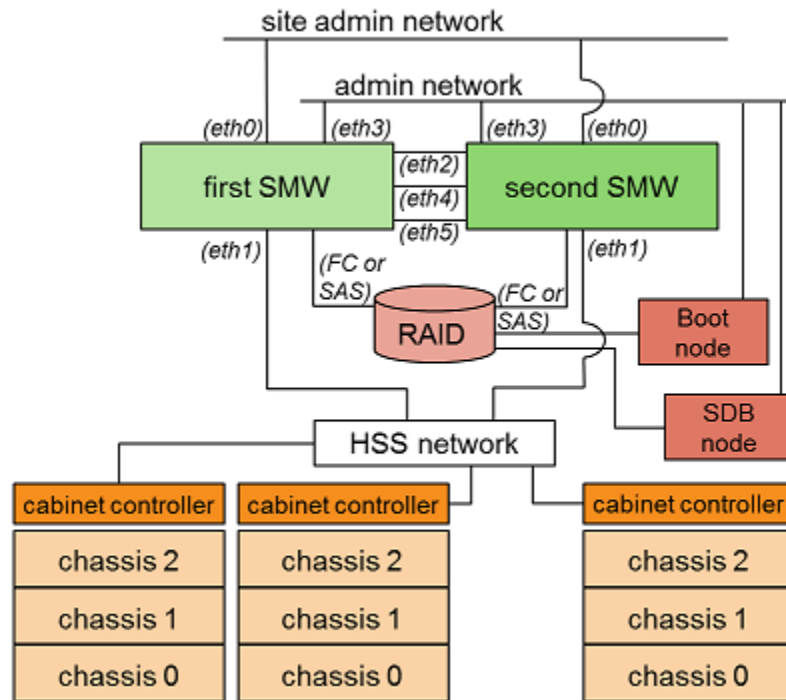 site admin network
admin network
(eth0)
(eth3)
(eth3)
(eth0)
first SMW
(eth2)
(eth4)
(eth5)
second SMW
(eth1)
(FC or
SAS)
(FC or
SAS)
(eth1)
RAID
Boot
node
SDB
node
HSS network
cabinet controller
cabinet controller
cabinet controller
chassis 2
chassis 2
chassis 2
chassis 1
chassis 1
chassis 1
chassis 0
chassis 0
chassis 0